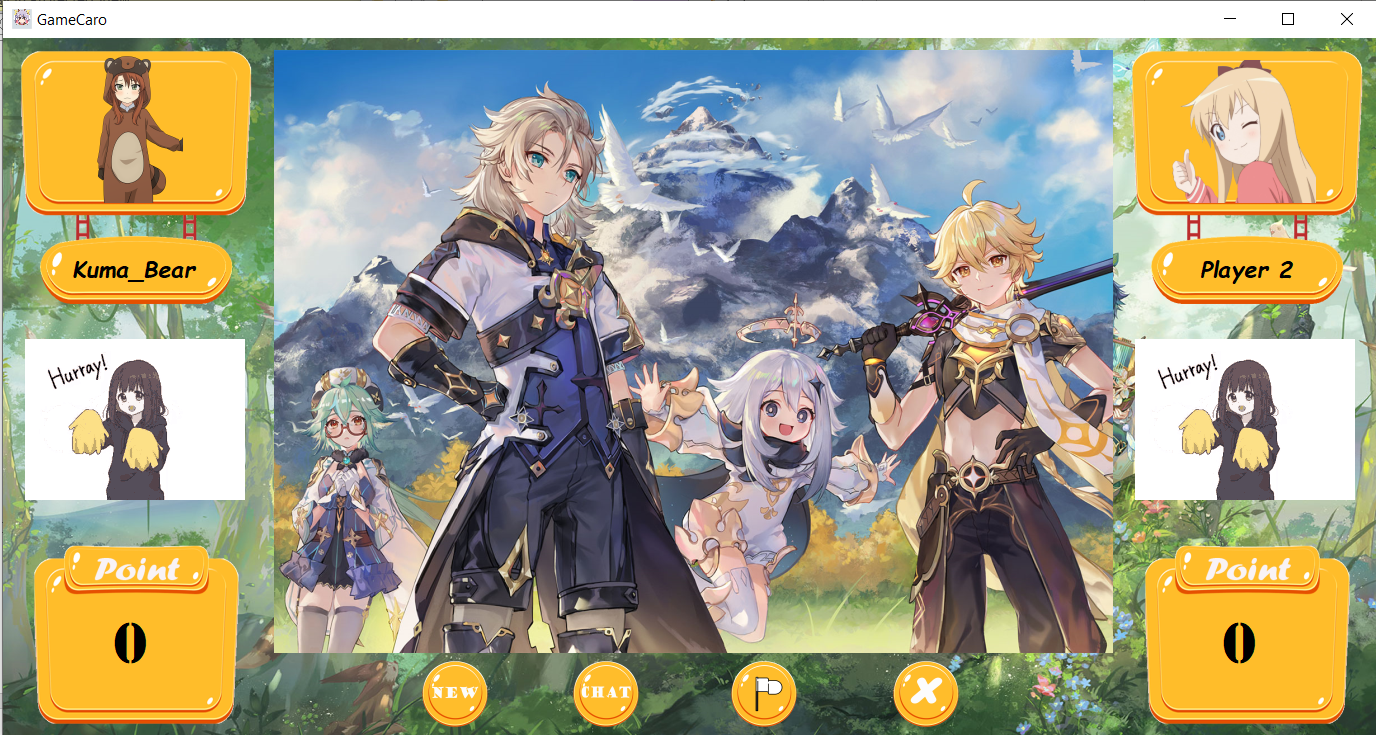 GameCaro
Kuma_Bear
Player 2
Hurray!
Hurray!
Point
0
Point
0
NEW
CHAT